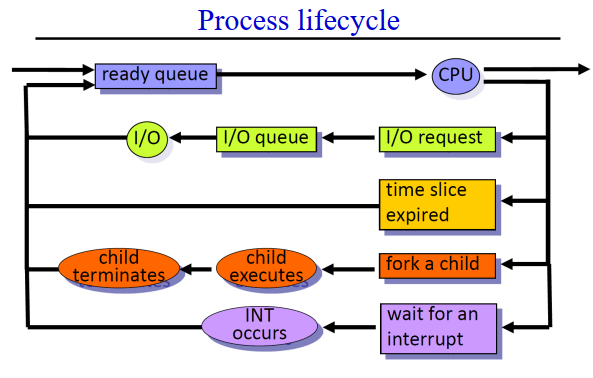 Process lifecycle
ready queue
CPU
I/O
I/O queue
I/O request
time slice
expired
child
terminates
child
executes
fork a child
INT
occurs
wait for an
interrupt